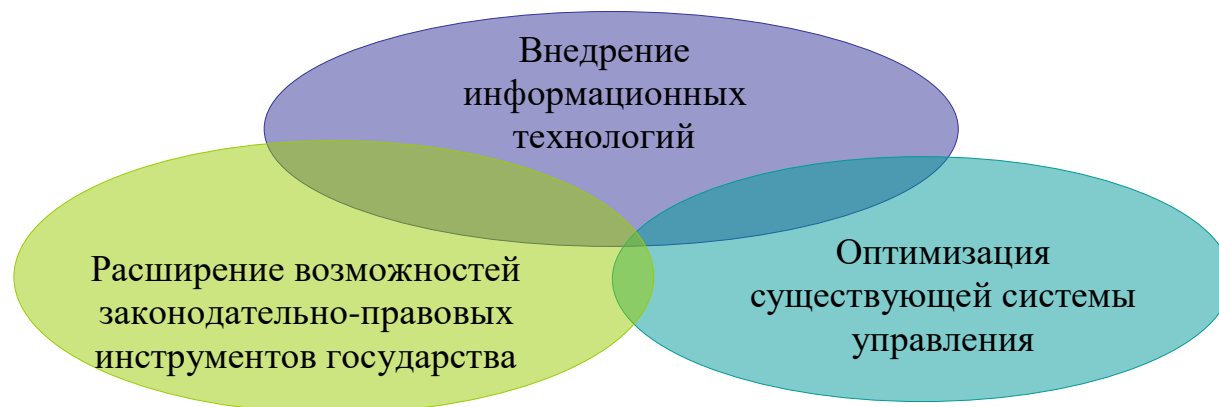 Внедрение
информационных
технологий
Расширение возможностей
законодательно-правовых
инструментов государства
Оптимизация
существующей системы
управления